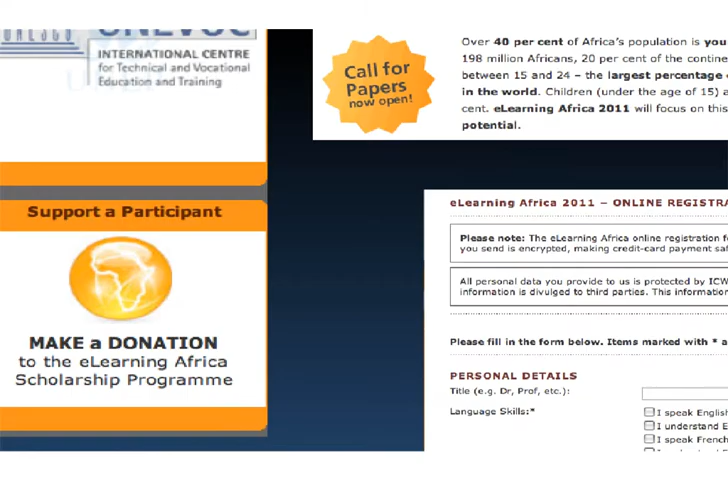 UNESCO UNEVOC
INTERNATIONAL CENTRE
for Technical and Vocational
Education and Training
Support a Participant
MAKE a DONATION
to the eLearning Africa
Scholarship Programme
Call for
Papers
now open!
Over 40 per cent of Africa's population is
198 million Africans, 20 per cent of the
between 15 and 24 – the largest percentage
in the world. Children (under the age of 15)
cent. eLearning Africa 2011 will focus on this
potential.
eLearning Africa 2011 – ONLINE
Please note: The eLearning Africa online registration
you send is encrypted, making credit-card payment
All personal data you provide to us is protected by
information is divulged to third parties. This information
Please fill in the form below. Items marked with *
PERSONAL DETAILS
Title (e.g. Dr, Prof, etc.):
Language Skills:*
I speak English
I understand
I speak French